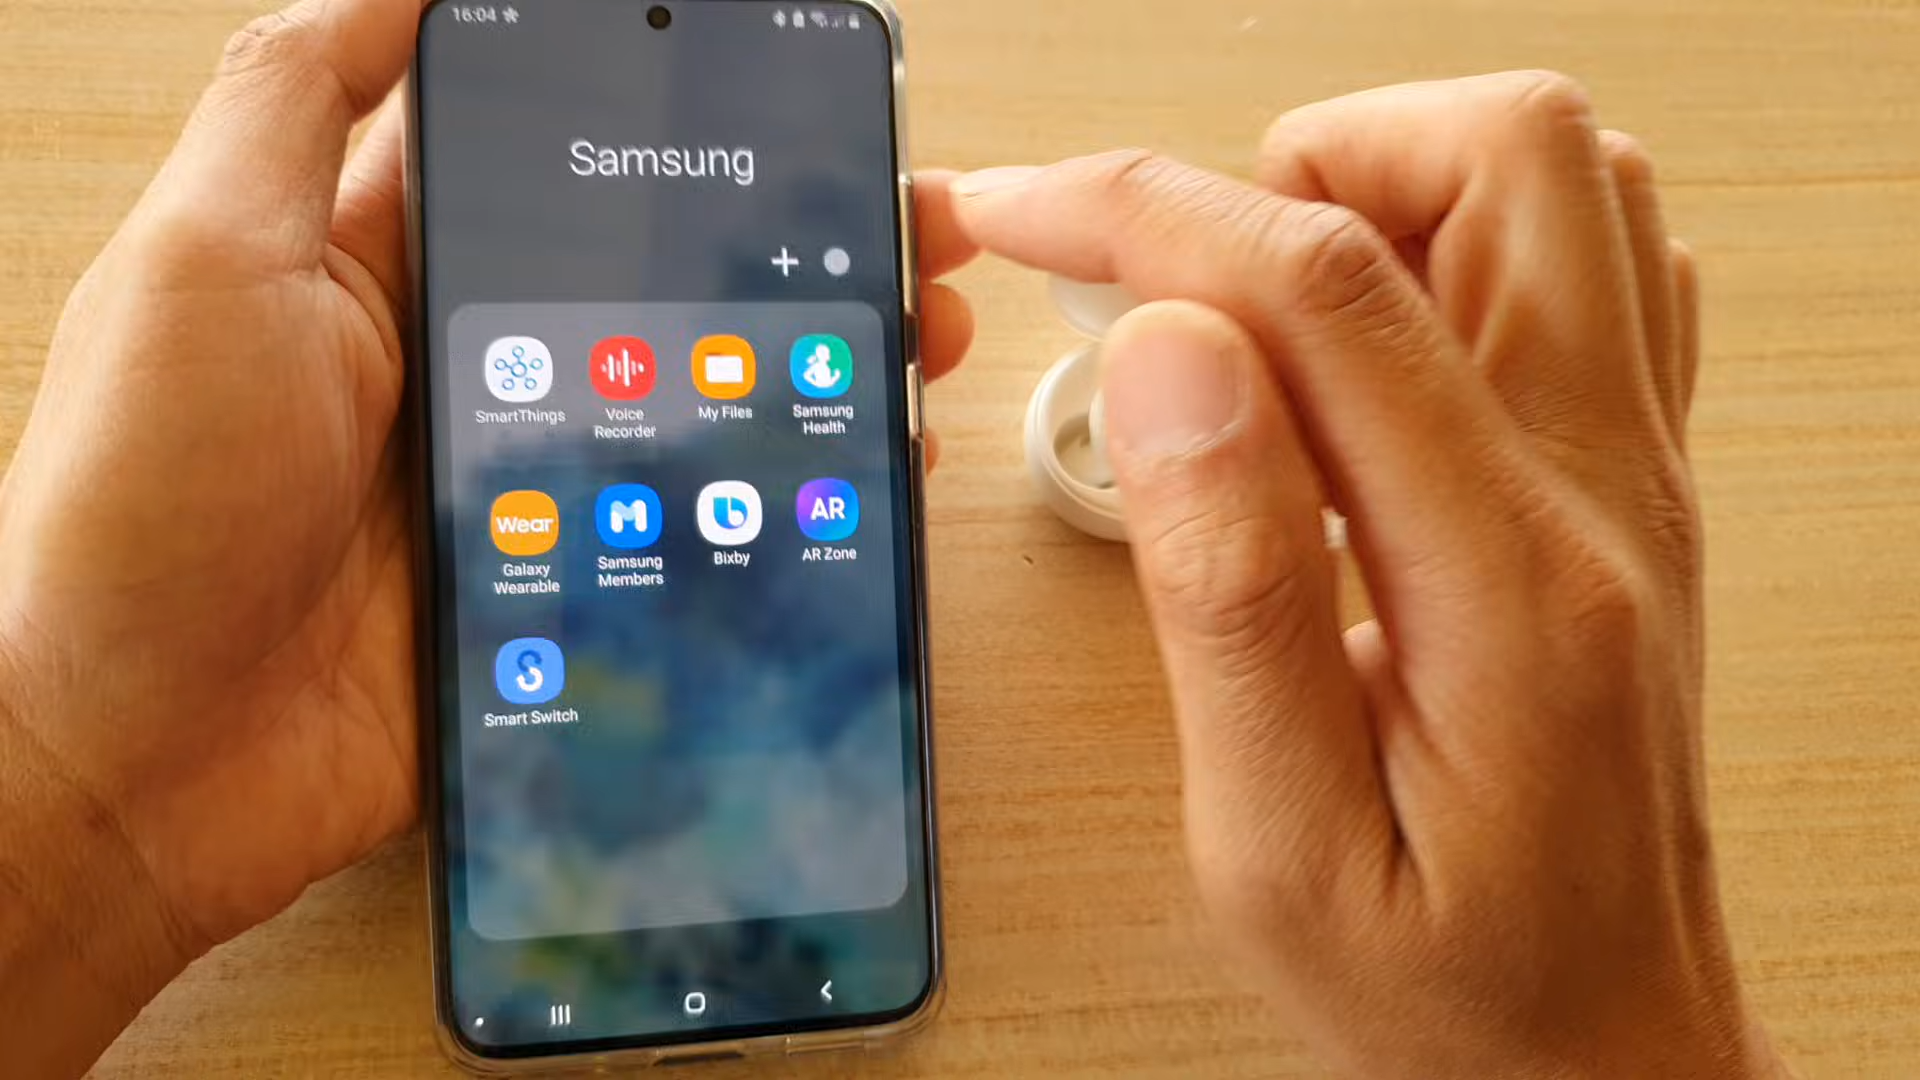 16:04
Samsung
SmartThings
Voice
Recorder
My Files
Samsung
Health
Wear
Galaxy
Wearable
Samsung
Members
Bixby
AR
AR Zone
Smart Switch